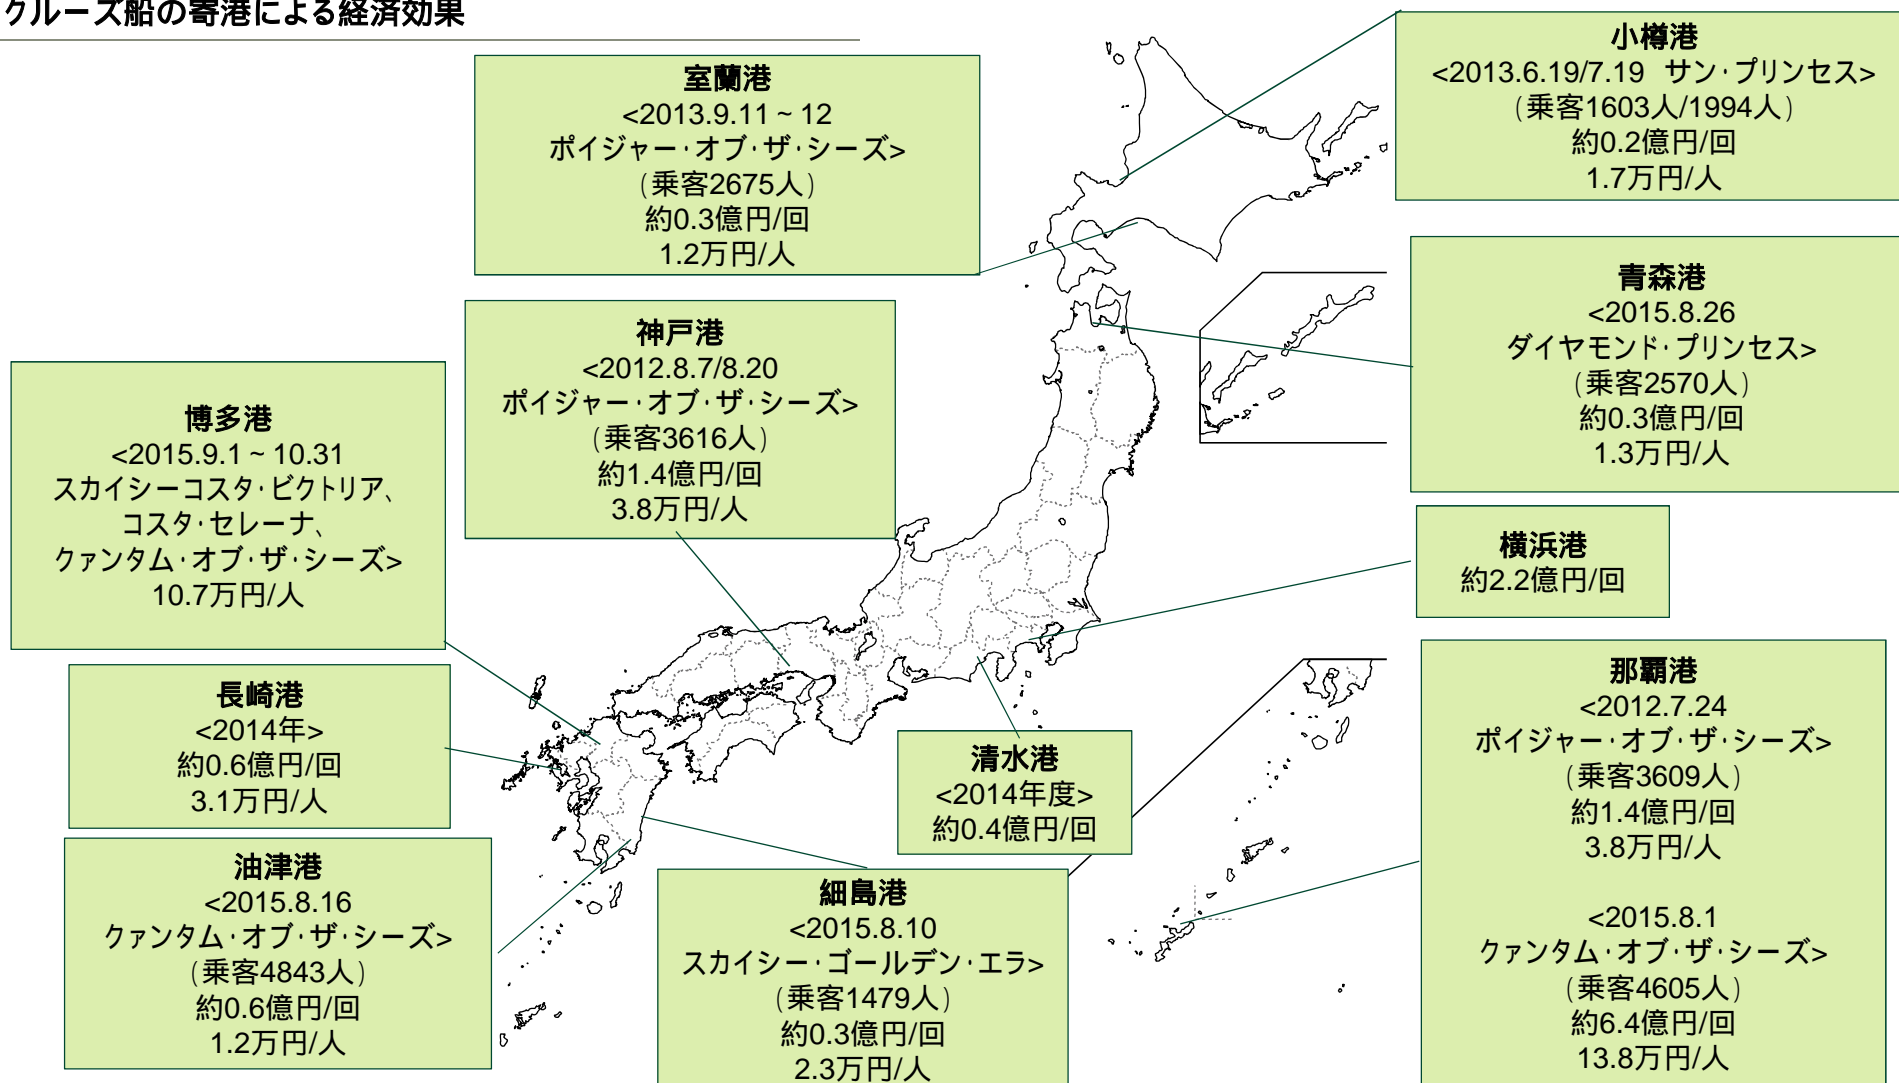 クルーズ船の寄港による経済効果
室蘭港
<2013.9.11~12
ボイジャー・オブ・ザ・シーズ>
(乗客2675人)
約0.3億円/回
1.2万円/人
小樽港
<2013.6.19/7.19 サン・プリンセス>
(乗客1603人/1994人)
約0.2億円/回
1.7万円/人
神戸港
<2012.8.7/8.20
ボイジャー・オブ・ザ・シーズ>
(乗客3616人)
約1.4億円/回
3.8万円/人
青森港
<2015.8.26
ダイヤモンド・プリンセス>
(乗客2570人)
約0.3億円/回
1.3万円/人
博多港
<2015.9.1~10.31
スカイシーコスタ・ビクトリア、
コスタ・セレーナ、
クァンタム・オブ・ザ・シーズ>
10.7万円/人
横浜港
約2.2億円/回
長崎港
<2014年>
約0.6億円/回
3.1万円/人
清水港
<2014年度>
約0.4億円/回
那覇港
<2012.7.24
ボイジャー・オブ・ザ・シーズ>
(乗客3609人)
約1.4億円/回
3.8万円/人
<2015.8.1
クァンタム・オブ・ザ・シーズ>
(乗客4605人)
約6.4億円/回
13.8万円/人
油津港
<2015.8.16
クァンタム・オブ・ザ・シーズ>
(乗客4843人)
約0.6億円/回
1.2万円/人
細島港
<2015.8.10
スカイシー・ゴールデン・エラ>
(乗客1479人)
約0.3億円/回
2.3万円/人